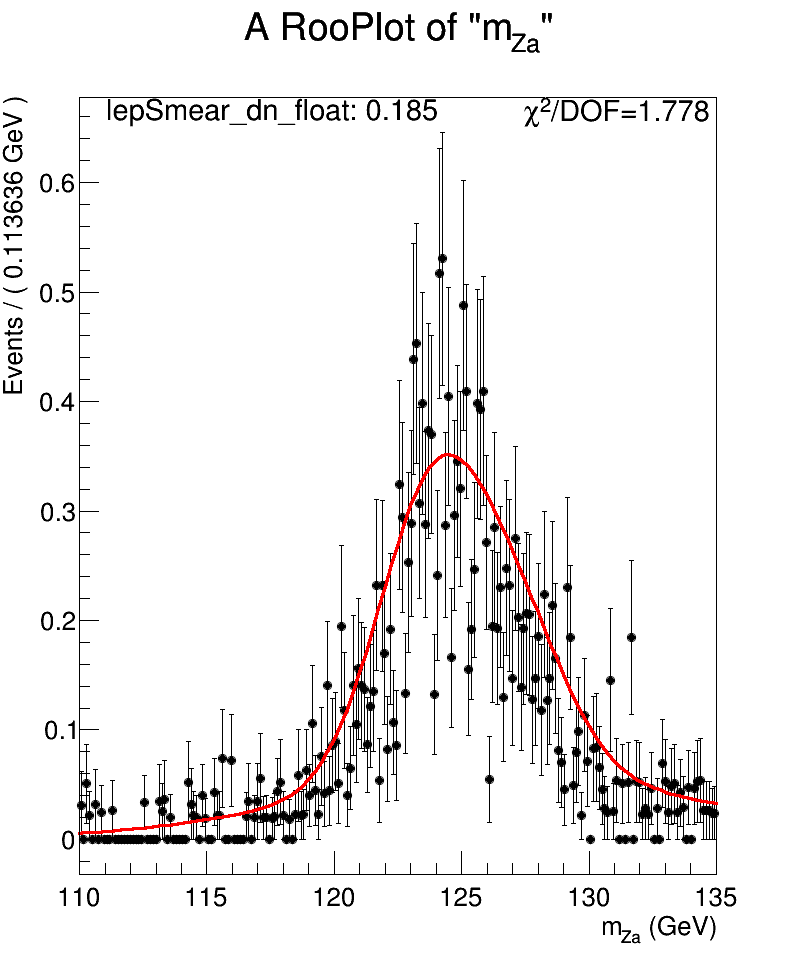 A RooPlot of "m_Za"
lepSmear_dn_float: 0.185
χ²/DOF=1.778
Events / ( 0.113636 GeV )
0.6
0.5
0.4
0.3
0.2
0.1
0
110 115 120 125 130 135
m_Za (GeV)